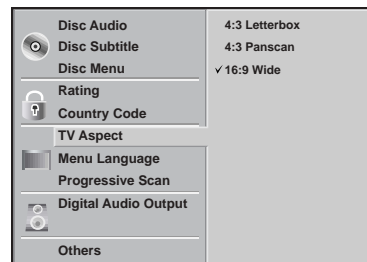 Disc Audio
Disc Subtitle
Disc Menu
Rating
Country Code
TV Aspect
Menu Language
Progressive Scan
Digital Audio Output
Others
4:3 Letterbox
4:3 Panscan
✓ 16:9 Wide